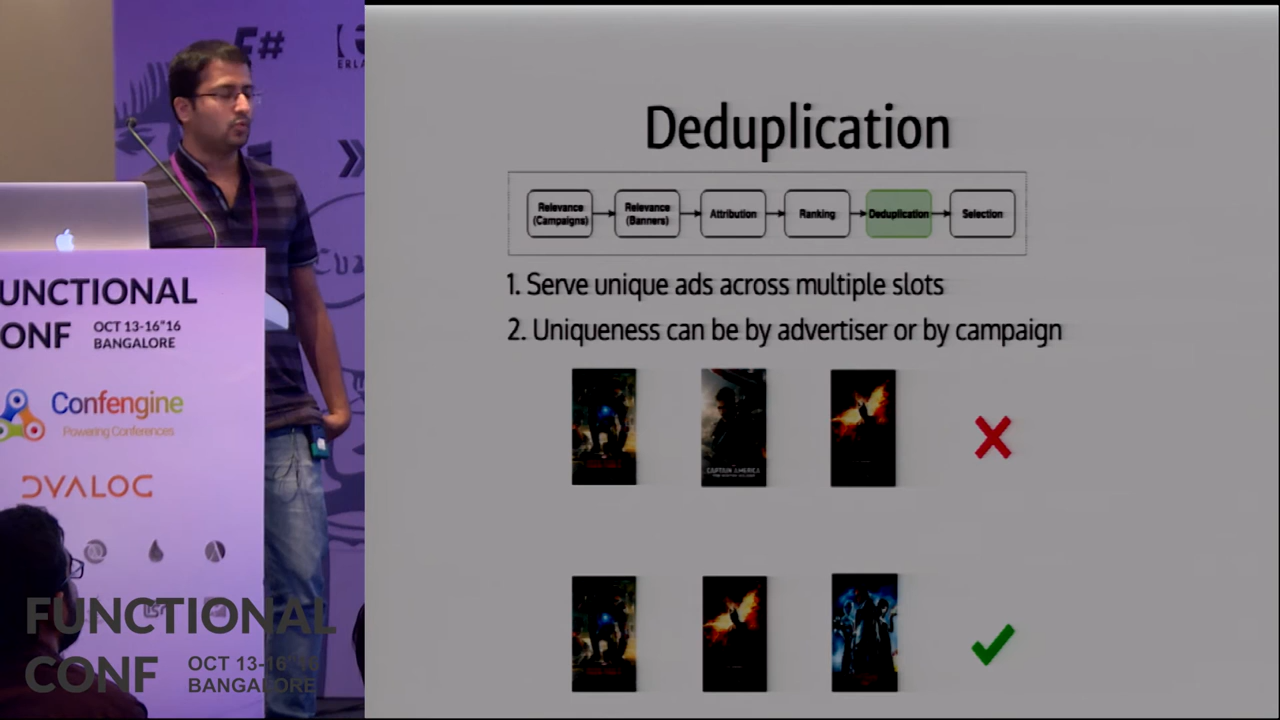 F#
ERLA
UNCTIONAL
ONF
OCT 13-16"16
BANGALORE
Confengine
Powering Conferences
DYALOC
FUNCTIONAL
CONF
OCT 13-16"16
BANGALORE
Deduplication
Relevance
(Campaigns)
Relevance
(Banners)
Attribution
Ranking
Deduplication
Selection
1. Serve unique ads across multiple slots
2. Uniqueness can be by advertiser or by campaign
CAPTAIN AMERICA